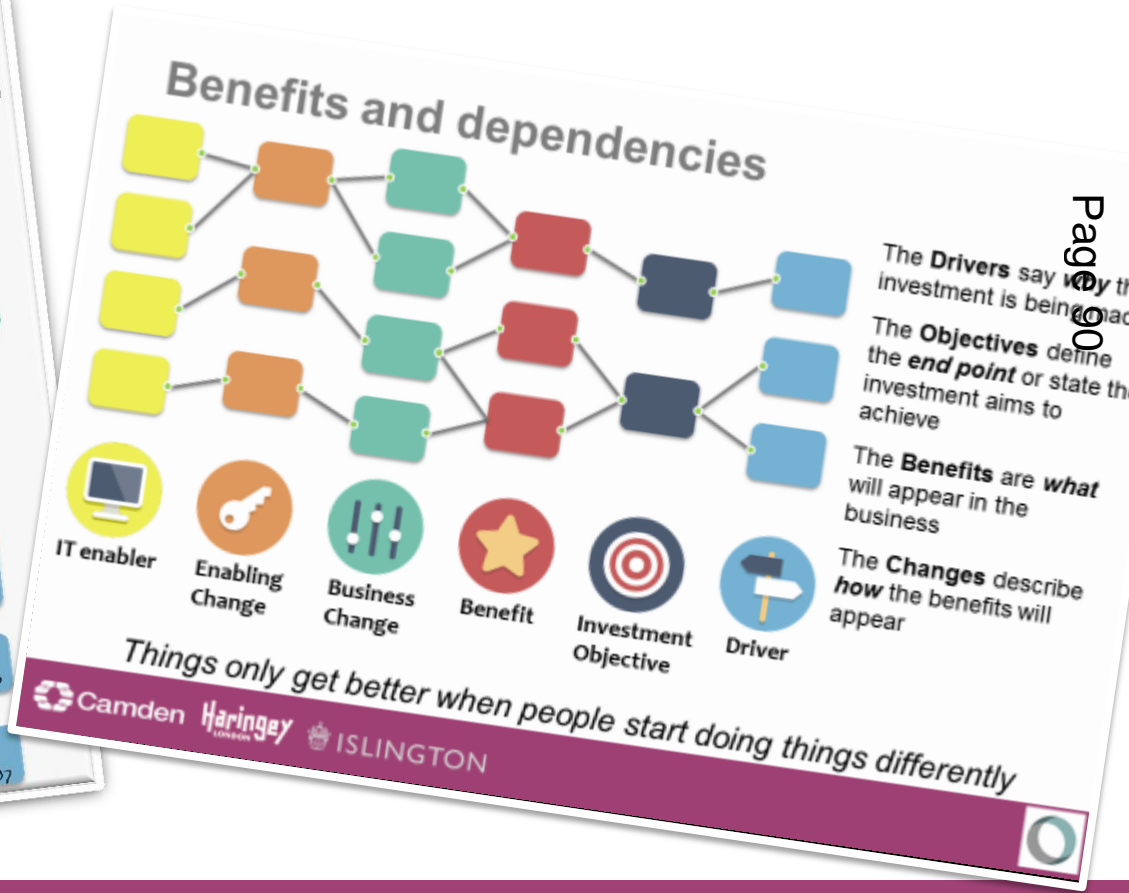 Benefits and dependencies
The Drivers say why
investment is being
The Objectives define
the end point or state
investment aims to
achieve
The Benefits are what
will appear in the
business
The Changes describe
how the benefits will
appear
IT enabler
Enabling
Change
Business
Change
Benefit
Investment
Objective
Driver
Things only get better when people start doing things differently
Camden
Haringey
LONDON
ISLINGTON
Page 90